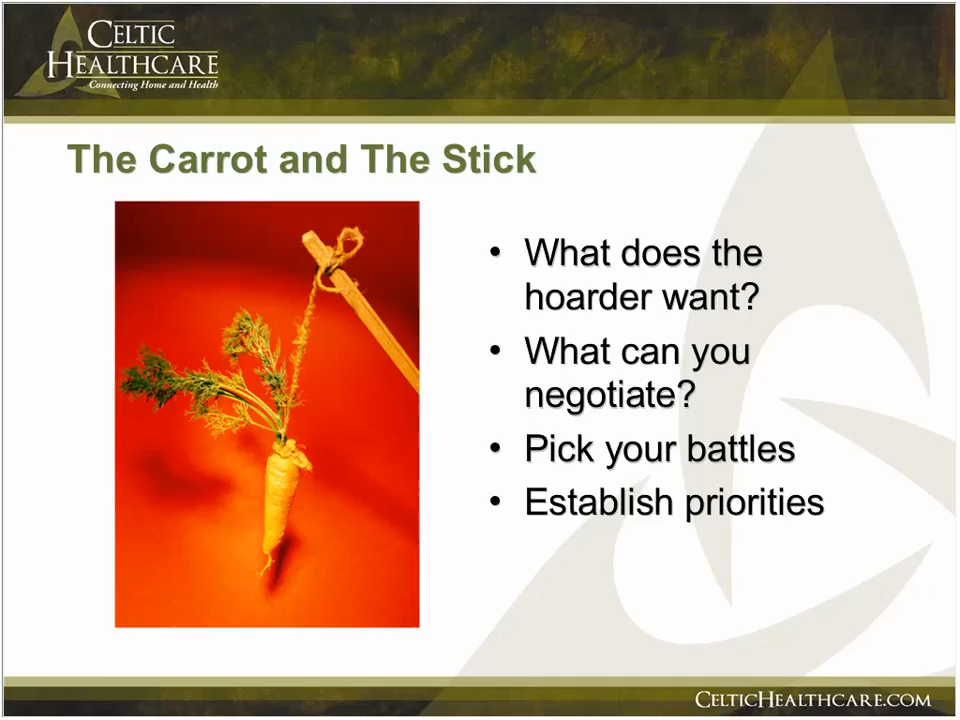 CELTIC
HEALTHCARE
Connecting Home and Health
The Carrot and The Stick
• What does the
hoarder want?
• What can you
negotiate?
• Pick your battles
• Establish priorities
CELTICHEALTHCARE.COM